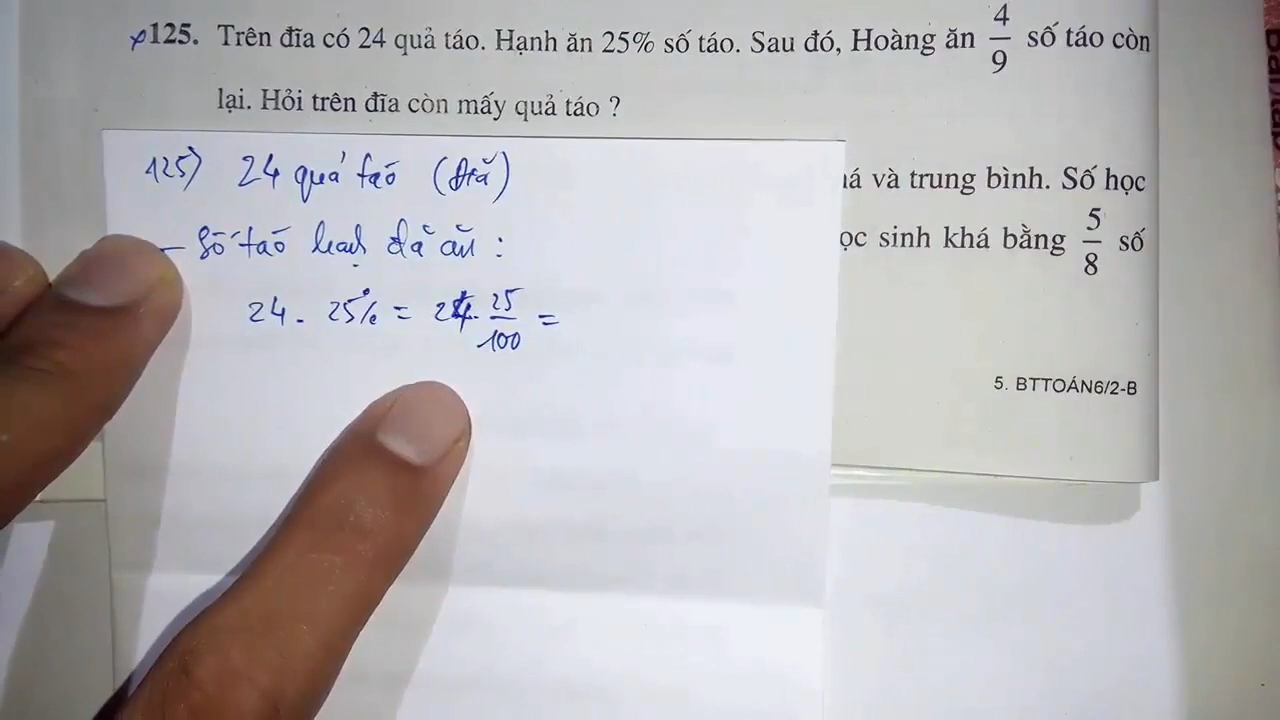 125. Trên đĩa có 24 quả táo. Hạnh ăn 25% số táo. Sau đó, Hoàng ăn 4/9 số táo còn
lại. Hỏi trên đĩa còn mấy quả táo ?
125) 24 quả táo (đĩa)
và trung bình. Số học
- Số táo Hạnh đã ăn :
sinh khá bằng 5/8 số
24 . 25% = 24 . 25/100 =
5. BTTOÁN6/2-B